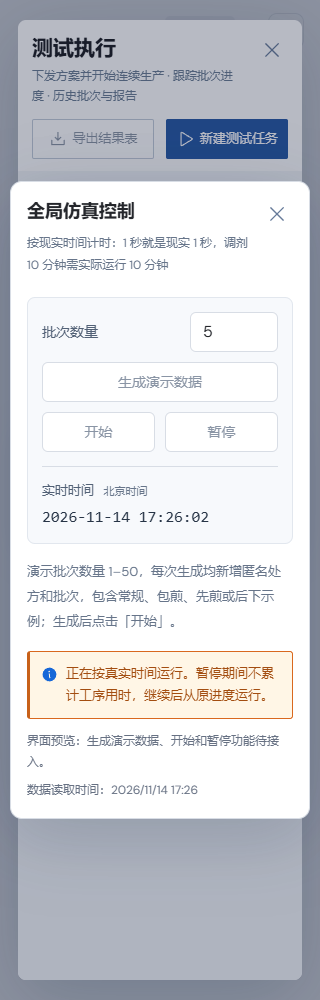 测试执行
下发方案并开始连续生产 · 跟踪批次进
度 · 历史批次与报告
导出结果表
新建测试任务
全局仿真控制
按现实时间计时：1 秒就是现实 1 秒，调剂
10 分钟需实际运行 10 分钟
批次数量
5
生成演示数据
开始
暂停
实时时间 北京时间
2026-11-14 17:26:02
演示批次数量 1–50，每次生成均新增匿名处
方和批次，包含常规、包煎、先煎或后下示
例；生成后点击「开始」。
正在按真实时间运行。暂停期间不累
计工序用时，继续后从原进度运行。
界面预览：生成演示数据、开始和暂停功能待接
入。
数据读取时间：2026/11/14 17:26